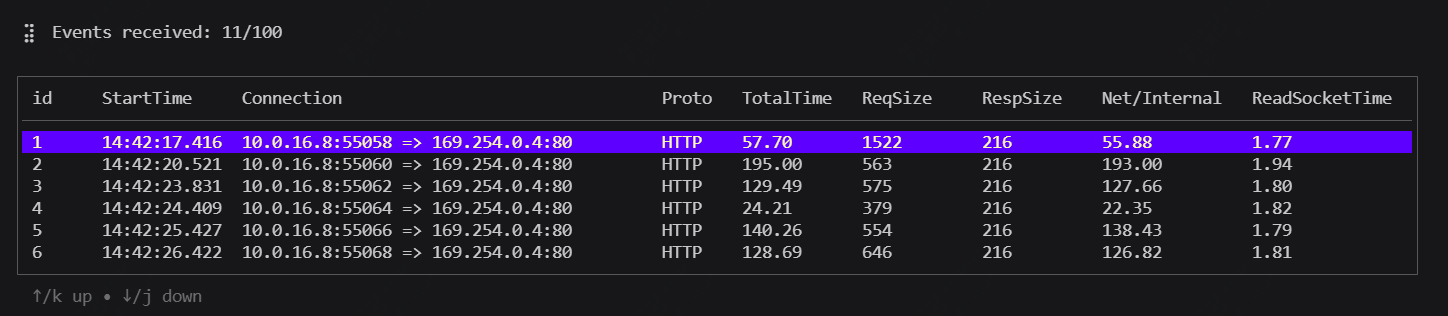 ⣽ Events received: 11/100
id StartTime Connection Proto TotalTime ReqSize RespSize Net/Internal ReadSocketTime
1 14:42:17.416 10.0.16.8:55058 => 169.254.0.4:80 HTTP 57.70 1522 216 55.88 1.77
2 14:42:20.521 10.0.16.8:55060 => 169.254.0.4:80 HTTP 195.00 563 216 193.00 1.94
3 14:42:23.831 10.0.16.8:55062 => 169.254.0.4:80 HTTP 129.49 575 216 127.66 1.80
4 14:42:24.409 10.0.16.8:55064 => 169.254.0.4:80 HTTP 24.21 379 216 22.35 1.82
5 14:42:25.427 10.0.16.8:55066 => 169.254.0.4:80 HTTP 140.26 554 216 138.43 1.79
6 14:42:26.422 10.0.16.8:55068 => 169.254.0.4:80 HTTP 128.69 646 216 126.82 1.81
↑/k up • ↓/j down